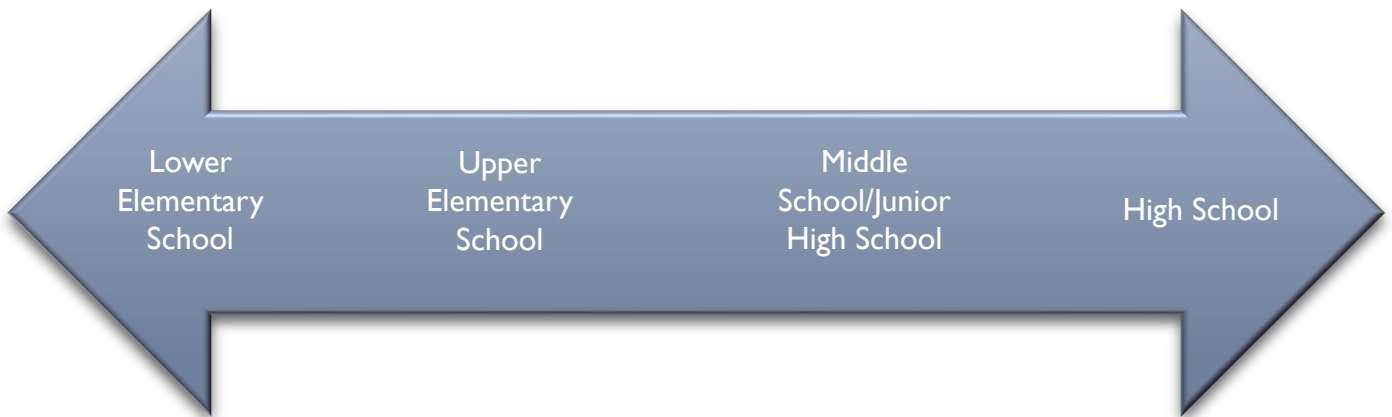 Lower
Elementary
School
Upper
Elementary
School
Middle
School/Junior
High School
High School